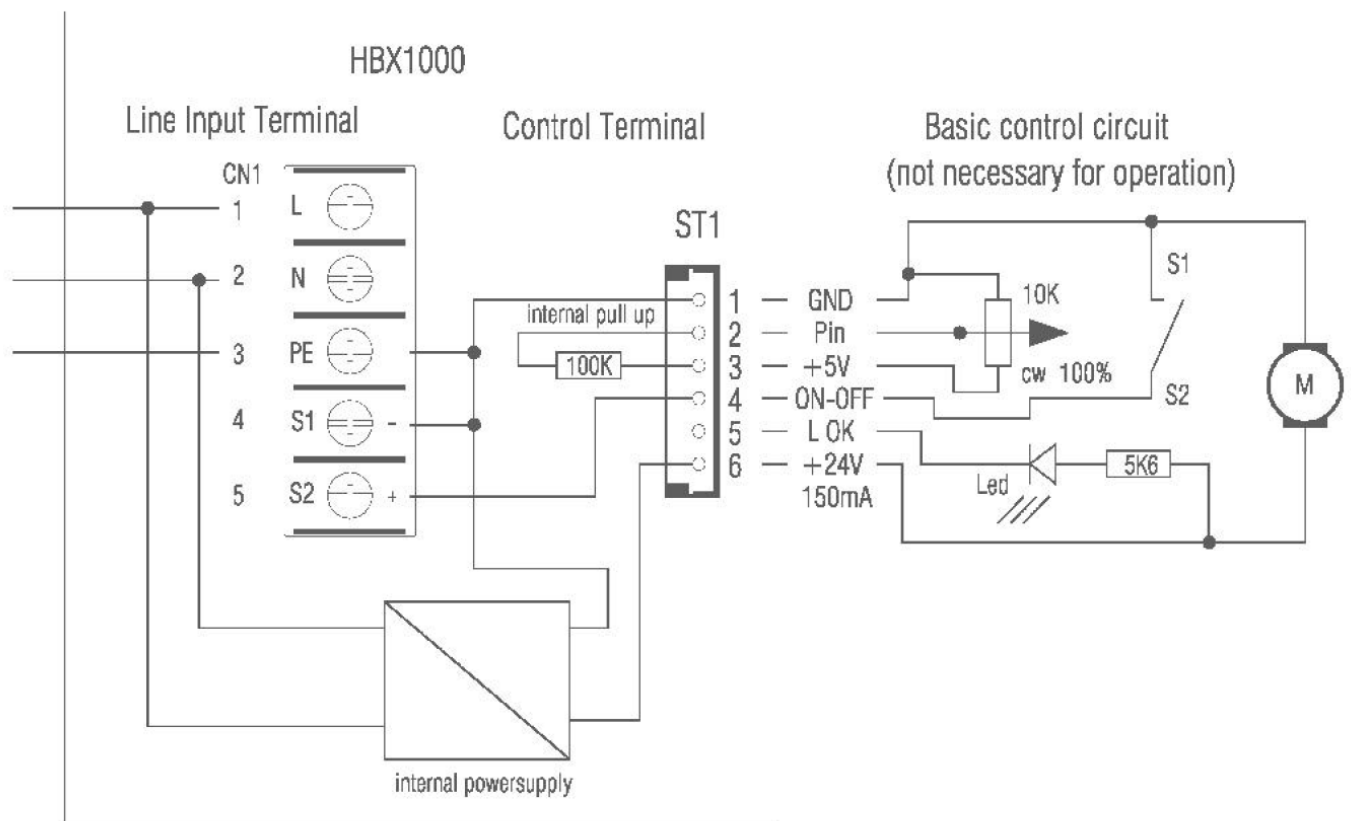 HBX1000
Line Input Terminal
Control Terminal
Basic control circuit
(not necessary for operation)
CN1
1 L
2 N
3 PE
4 S1 -
5 S2 +
ST1
internal pull up
100K
1 GND
2 Pin
3 +5V
4 ON-OFF
5 L OK
6 +24V
150mA
10K
cw 100%
S1
S2
M
Led
5K6
internal powersupply